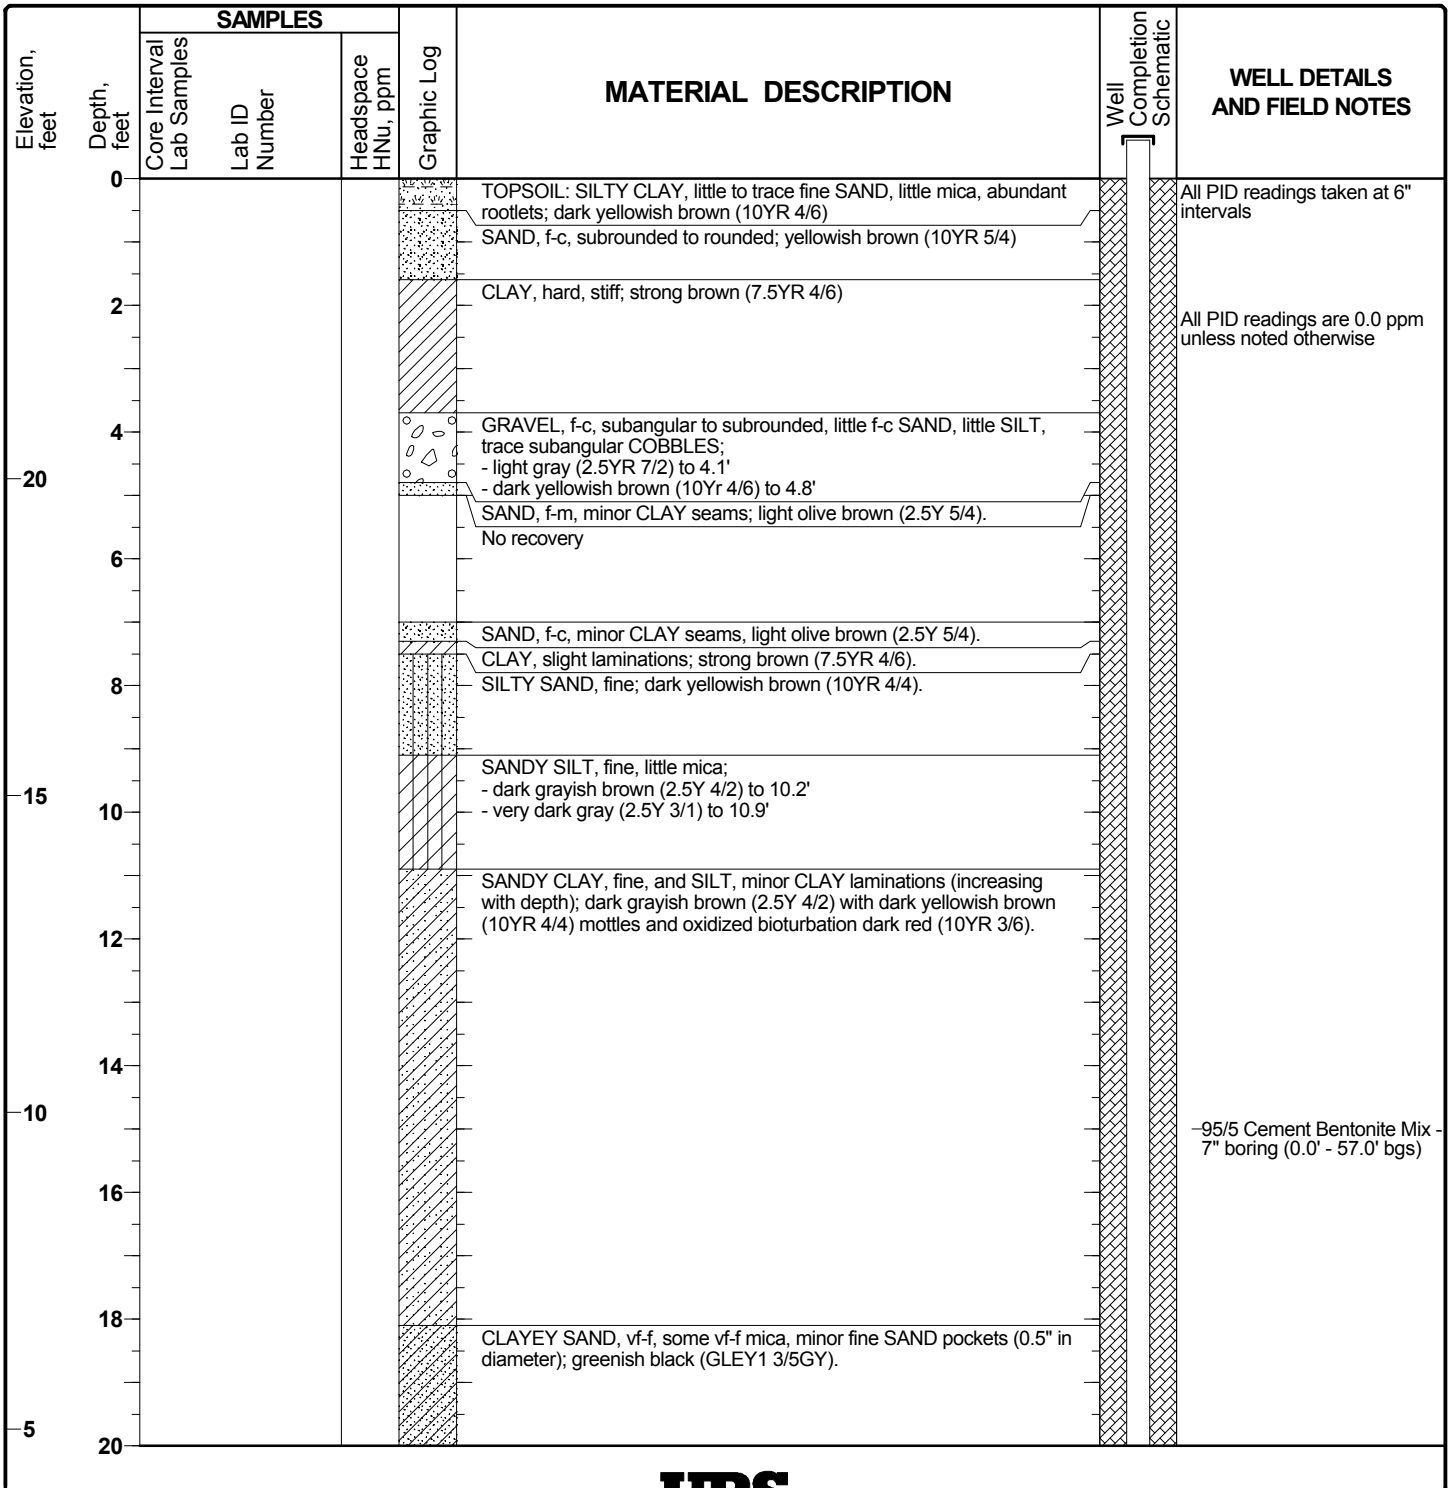 SAMPLES
Elevation,
feet
Depth,
feet
Core Interval
Lab Samples
Lab ID
Number
Headspace
HNu, ppm
Graphic Log
MATERIAL DESCRIPTION
Well
Completion
Schematic
WELL DETAILS
AND FIELD NOTES
0
TOPSOIL: SILTY CLAY, little to trace fine SAND, little mica, abundant
rootlets; dark yellowish brown (10YR 4/6)
All PID readings taken at 6"
intervals
SAND, f-c, subrounded to rounded; yellowish brown (10YR 5/4)
CLAY, hard, stiff; strong brown (7.5YR 4/6)
2
All PID readings are 0.0 ppm
unless noted otherwise
GRAVEL, f-c, subangular to subrounded, little f-c SAND, little SILT,
trace subangular COBBLES;
- light gray (2.5YR 7/2) to 4.1'
- dark yellowish brown (10Yr 4/6) to 4.8'
4
20
SAND, f-m, minor CLAY seams; light olive brown (2.5Y 5/4).
No recovery
6
SAND, f-c, minor CLAY seams, light olive brown (2.5Y 5/4).
CLAY, slight laminations; strong brown (7.5YR 4/6).
SILTY SAND, fine; dark yellowish brown (10YR 4/4).
8
SANDY SILT, fine, little mica;
- dark grayish brown (2.5Y 4/2) to 10.2'
- very dark gray (2.5Y 3/1) to 10.9'
15
10
SANDY CLAY, fine, and SILT, minor CLAY laminations (increasing
with depth); dark grayish brown (2.5Y 4/2) with dark yellowish brown
(10YR 4/4) mottles and oxidized bioturbation dark red (10YR 3/6).
12
14
10
95/5 Cement Bentonite Mix -
7" boring (0.0' - 57.0' bgs)
16
18
CLAYEY SAND, vf-f, some vf-f mica, minor fine SAND pockets (0.5" in
diameter); greenish black (GLEY1 3/5GY).
5
20
URS